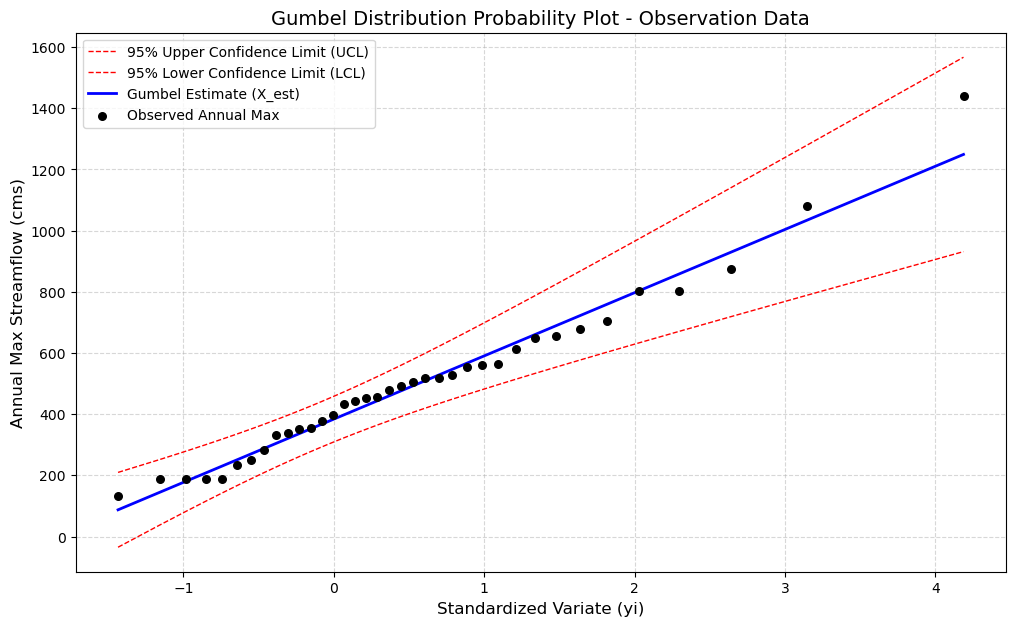 Gumbel Distribution Probability Plot - Observation Data
95% Upper Confidence Limit (UCL)
95% Lower Confidence Limit (LCL)
Gumbel Estimate (X_est)
Observed Annual Max
Annual Max Streamflow (cms)
1600
1400
1200
1000
800
600
400
200
0
−1 0 1 2 3 4
Standardized Variate (yi)